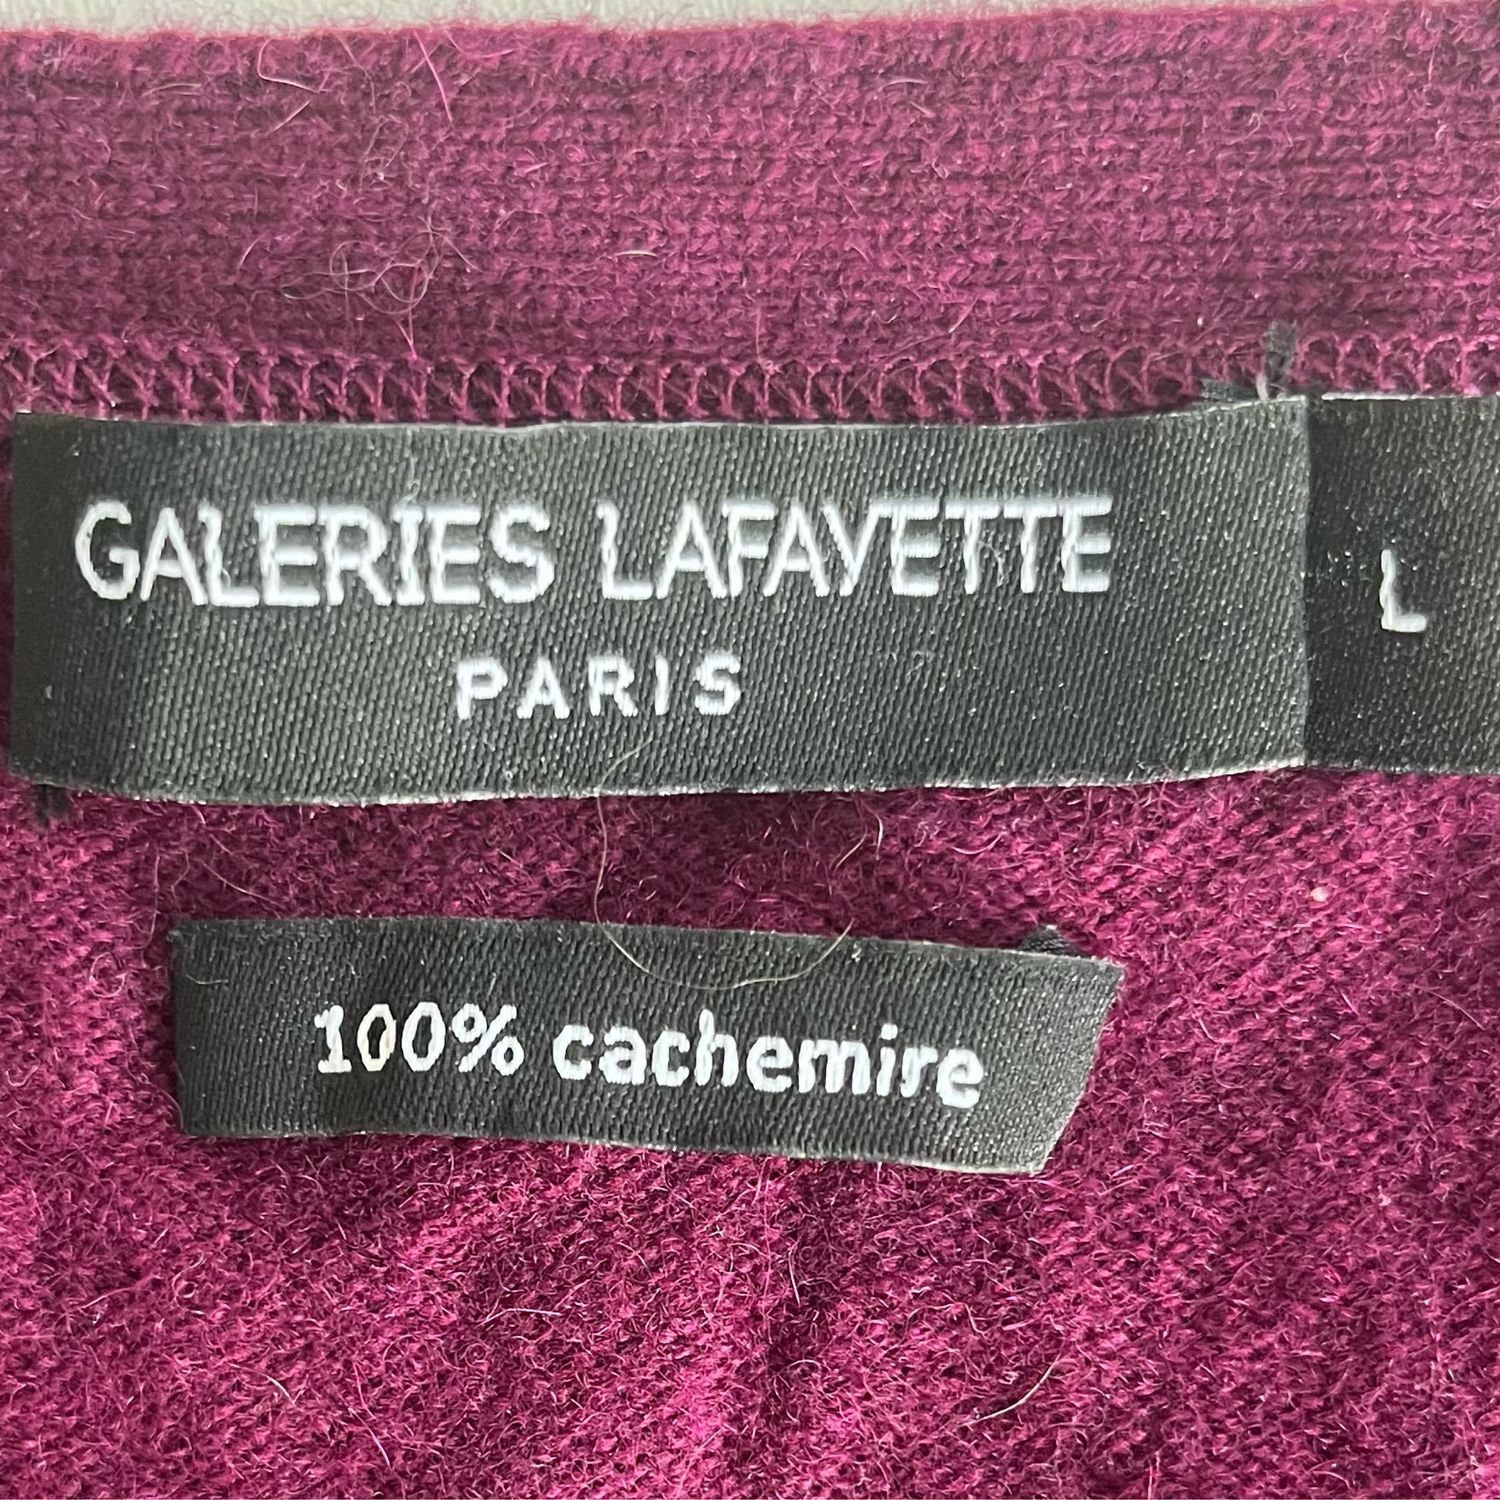 GALERIES LAFAYETTE
PARIS
L
100% cachemire